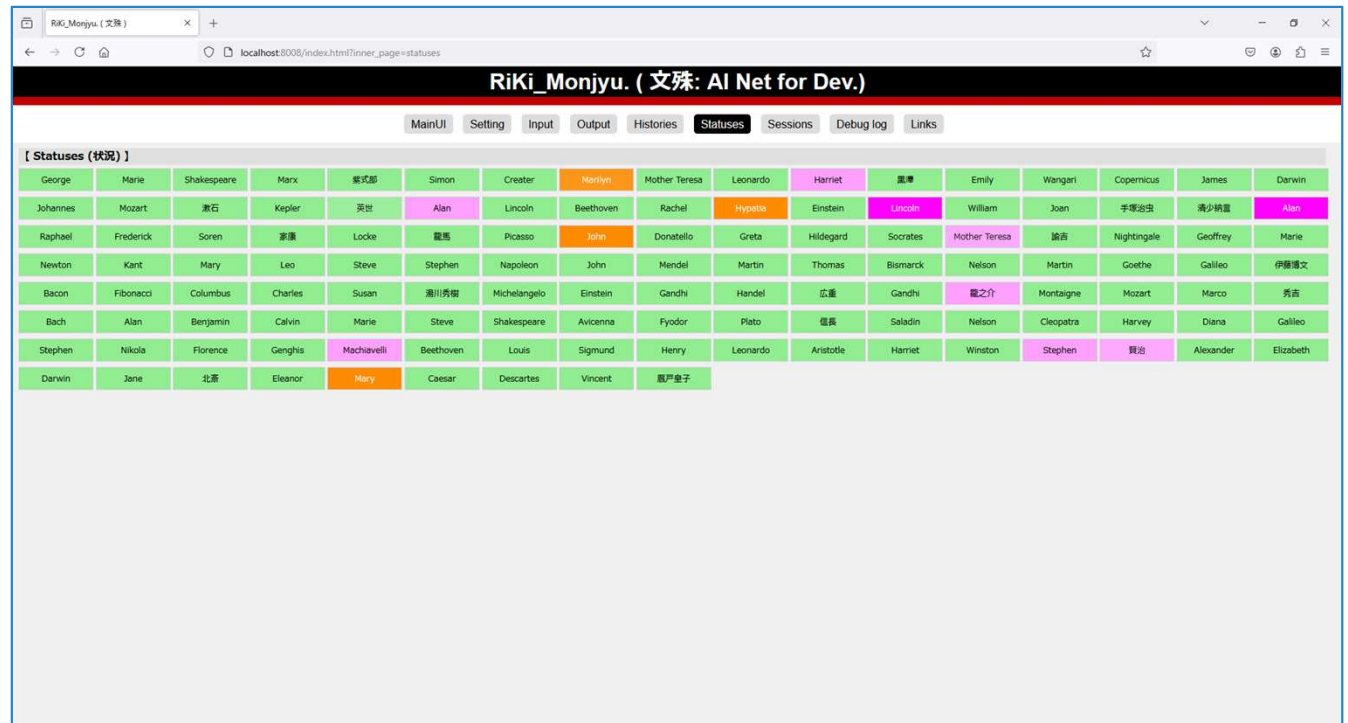 RiKi_Monjyu. ( 文殊 )
localhost:8008/index.html?inner_page=statuses
RiKi_Monjyu. ( 文殊: AI Net for Dev.)
MainUI Setting Input Output Histories Statuses Sessions Debug log Links
【 Statuses (状況) 】
George Marie Shakespeare Marx 紫式部 Simon Creater Marilyn Mother Teresa Leonardo Harriet 黒澤 Emily Wangari Copernicus James Darwin
Johannes Mozart 漱石 Kepler 英世 Alan Lincoln Beethoven Rachel Hypatia Einstein Lincoln William Joan 手塚治虫 清少納言 Alan
Raphael Frederick Soren 家康 Locke 龍馬 Picasso John Donatello Greta Hildegard Socrates Mother Teresa 諭吉 Nightingale Geoffrey Marie
Newton Kant Mary Leo Steve Stephen Napoleon John Mendel Martin Thomas Bismarck Nelson Martin Goethe Galileo 伊藤博文
Bacon Fibonacci Columbus Charles Susan 湯川秀樹 Michelangelo Einstein Gandhi Handel 広重 Gandhi 龍之介 Montaigne Mozart Marco 秀吉
Bach Alan Benjamin Calvin Marie Steve Shakespeare Avicenna Fyodor Plato 信長 Saladin Nelson Cleopatra Harvey Diana Galileo
Stephen Nikola Florence Genghis Machiavelli Beethoven Louis Sigmund Henry Leonardo Aristotle Harriet Winston Stephen 賢治 Alexander Elizabeth
Darwin Jane 北斎 Eleanor Mary Caesar Descartes Vincent 厩戸皇子